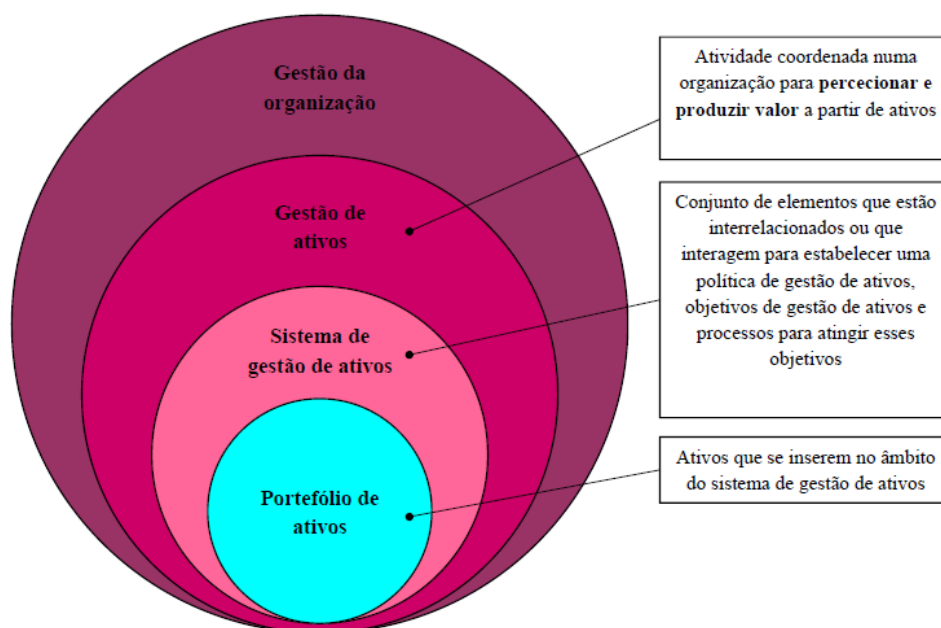 Gestão da
organização
Gestão de
ativos
Sistema de
gestão de ativos
Portefólio de
ativos
Atividade coordenada numa
organização para percecionar e
produzir valor a partir de ativos
Conjunto de elementos que estão
interrelacionados ou que
interagem para estabelecer uma
política de gestão de ativos,
objetivos de gestão de ativos e
processos para atingir esses
objetivos
Ativos que se inserem no âmbito
do sistema de gestão de ativos